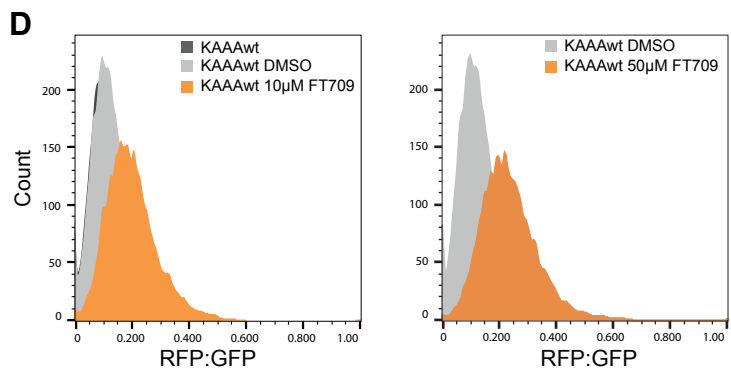 D
KAAAwt
KAAAwt DMSO
KAAAwt 10µM FT709
Count
200
150
100
50
0
0 0.200 0.400 0.600 0.800 1.00
RFP:GFP
KAAAwt DMSO
KAAAwt 50µM FT709
200
150
100
50
0
0 0.200 0.400 0.600 0.800 1.00
RFP:GFP